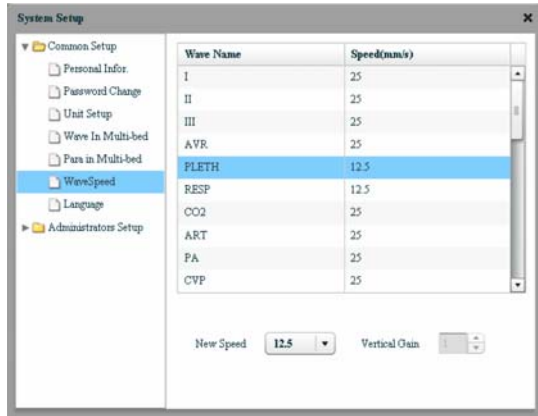 System Setup
Common Setup
Personal Infor.
Password Change
Unit Setup
Wave In Multi-bed
Para in Multi-bed
WaveSpeed
Language
Administrators Setup
Wave Name Speed(mm/s)
I 25
II 25
III 25
AVR 25
PLETH 12.5
RESP 12.5
CO2 25
ART 25
PA 25
CVP 25
New Speed 12.5 Vertical Gain 1